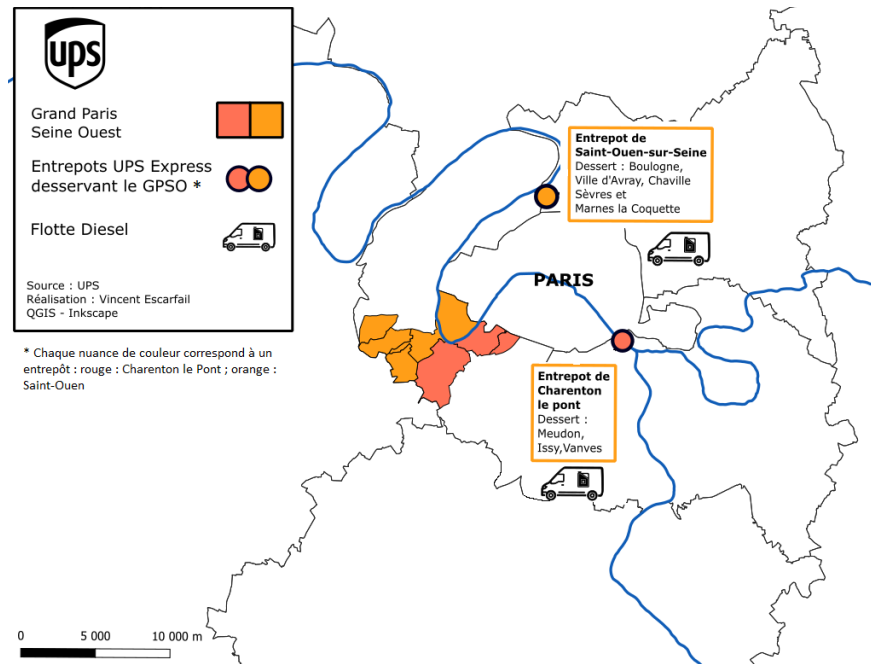 ups
Grand Paris
Seine Ouest
Entrepots UPS Express
desservant le GPSO *
Flotte Diesel
Source : UPS
Réalisation : Vincent Escarfail
QGIS - Inkscape
* Chaque nuance de couleur correspond à un
entrepôt : rouge : Charenton le Pont ; orange :
Saint-Ouen
Entrepot de
Saint-Ouen-sur-Seine
Dessert : Boulogne,
Ville d'Avray, Chaville
Sèvres et
Marnes la Coquette
PARIS
Entrepot de
Charenton
le pont
Dessert :
Meudon,
Issy,Vanves
0 5 000 10 000 m